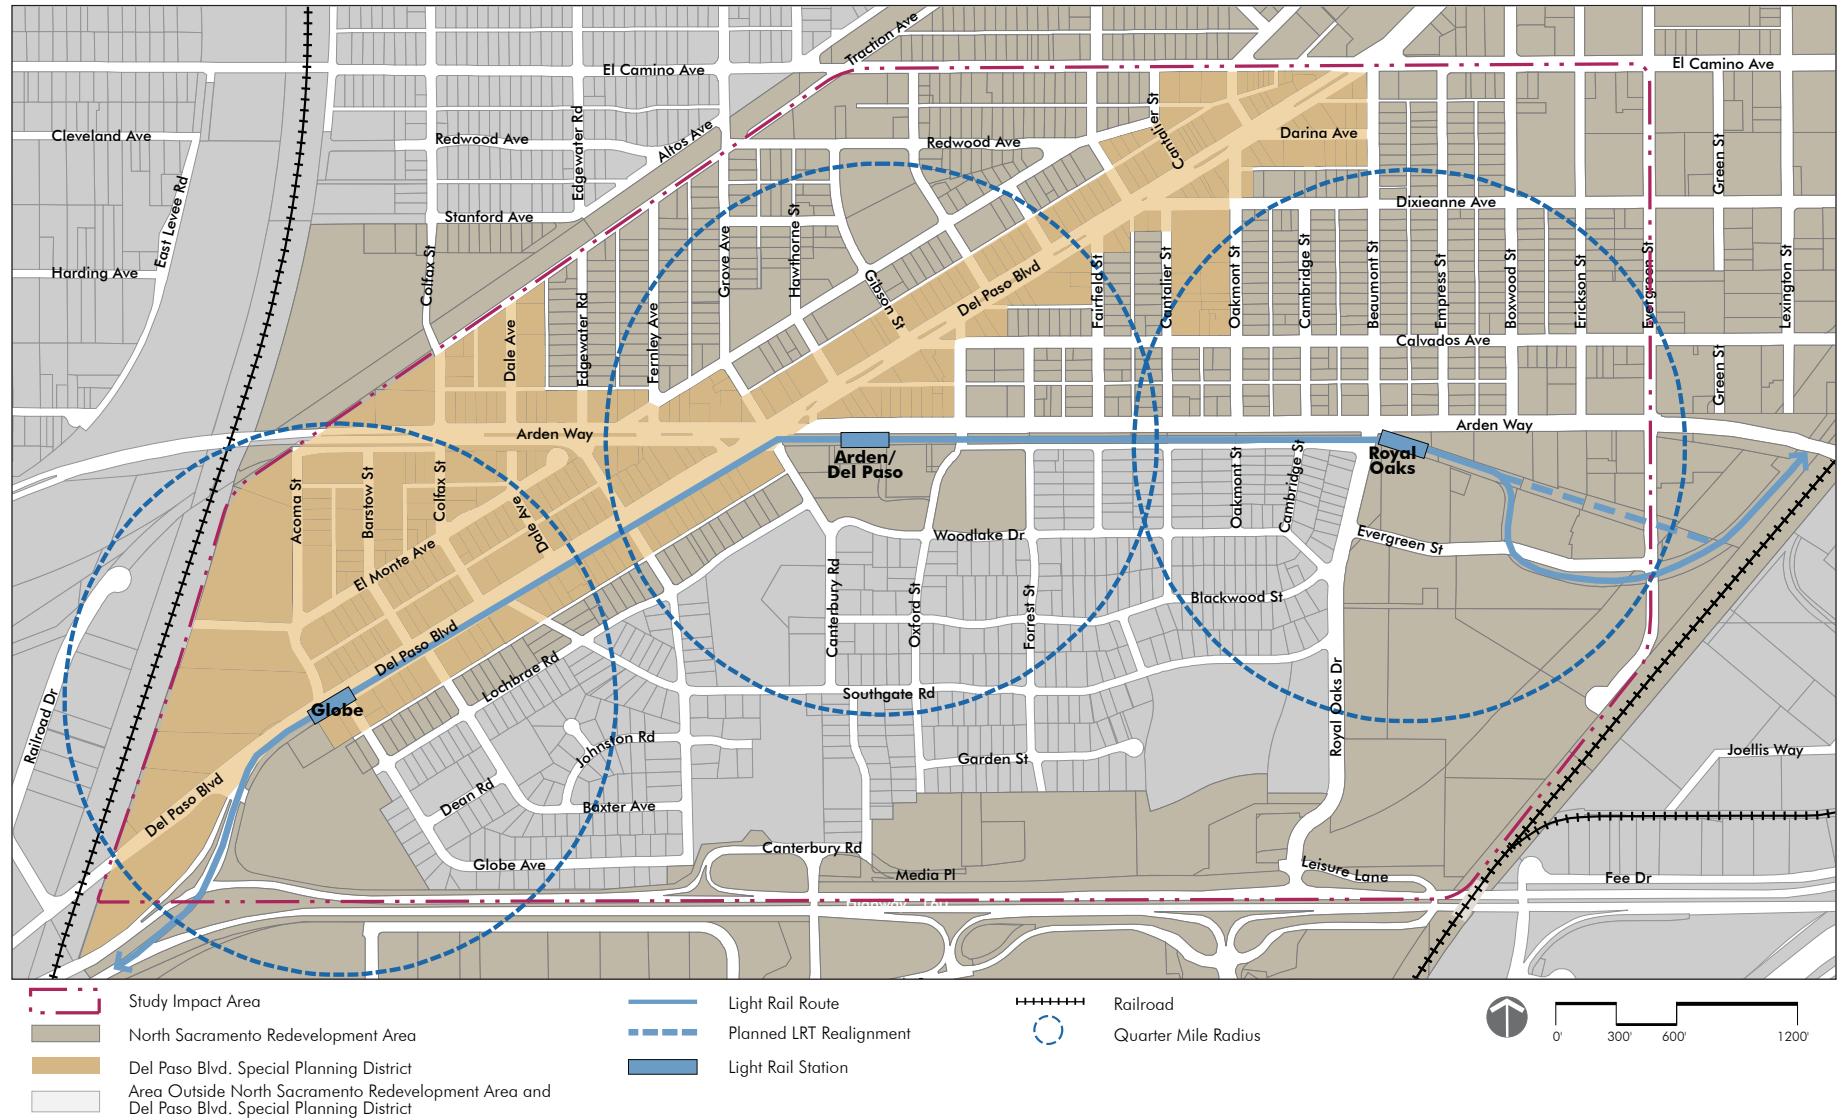 Traction Ave
El Camino Ave
El Camino Ave
Cleveland Ave
Redwood Ave
Edgewater Rd
Altos Ave
Redwood Ave
Cantalier St
Darina Ave
Green St
East Levee Rd
Stanford Ave
Dixieanne Ave
Harding Ave
Colfax St
Grove Ave
Hawthorne St
Gibson St
Del Paso Blvd
Fairfield St
Cantalier St
Oakmont St
Cambridge St
Beaumont St
Empress St
Boxwood St
Erickson St
Evergreen St
Lexington St
Dale Ave
Edgewater Rd
Fernley Ave
Calvados Ave
Green St
Arden Way
Arden Way
Arden/
Del Paso
Royal
Oaks
Acoma St
Barstow St
Colfax St
Dale Ave
Oakmont St
Cambridge St
El Monte Ave
Woodlake Dr
Evergreen St
Canterbury Rd
Oxford St
Forrest St
Blackwood St
Del Paso Blvd
Lochbrae Rd
Southgate Rd
Royal Oaks Dr
Railroad Dr
Globe
Johnston Rd
Garden St
Joellis Way
Del Paso Blvd
Dean Rd
Baxter Ave
Globe Ave
Canterbury Rd
Media Pl
Leisure Lane
Fee Dr
Highway 160
Study Impact Area
North Sacramento Redevelopment Area
Del Paso Blvd. Special Planning District
Area Outside North Sacramento Redevelopment Area and
Del Paso Blvd. Special Planning District
Light Rail Route
Planned LRT Realignment
Light Rail Station
Railroad
Quarter Mile Radius
0' 300' 600' 1200'